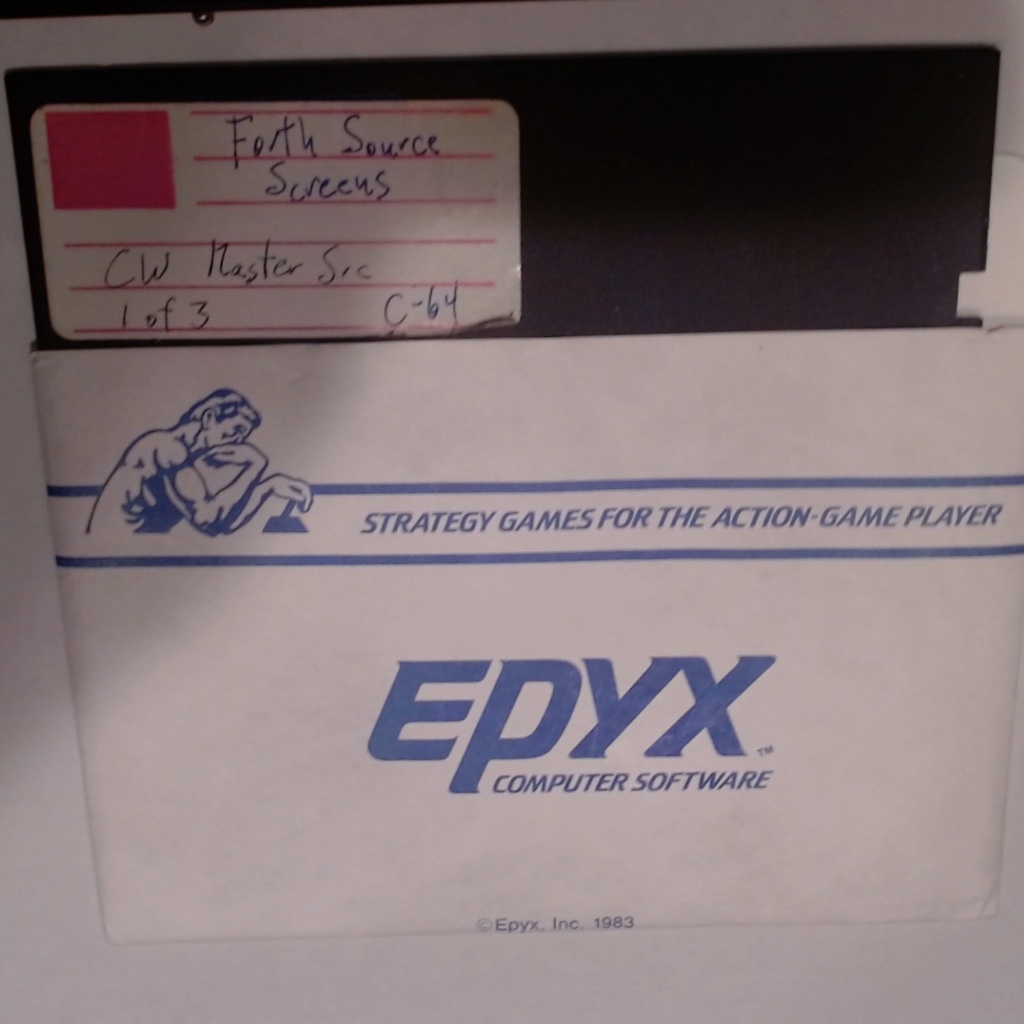 Forth Source
Screens
CW Master Src
1 of 3 C-64
STRATEGY GAMES FOR THE ACTION-GAME PLAYER
EPYX TM
COMPUTER SOFTWARE
© Epyx, Inc. 1983